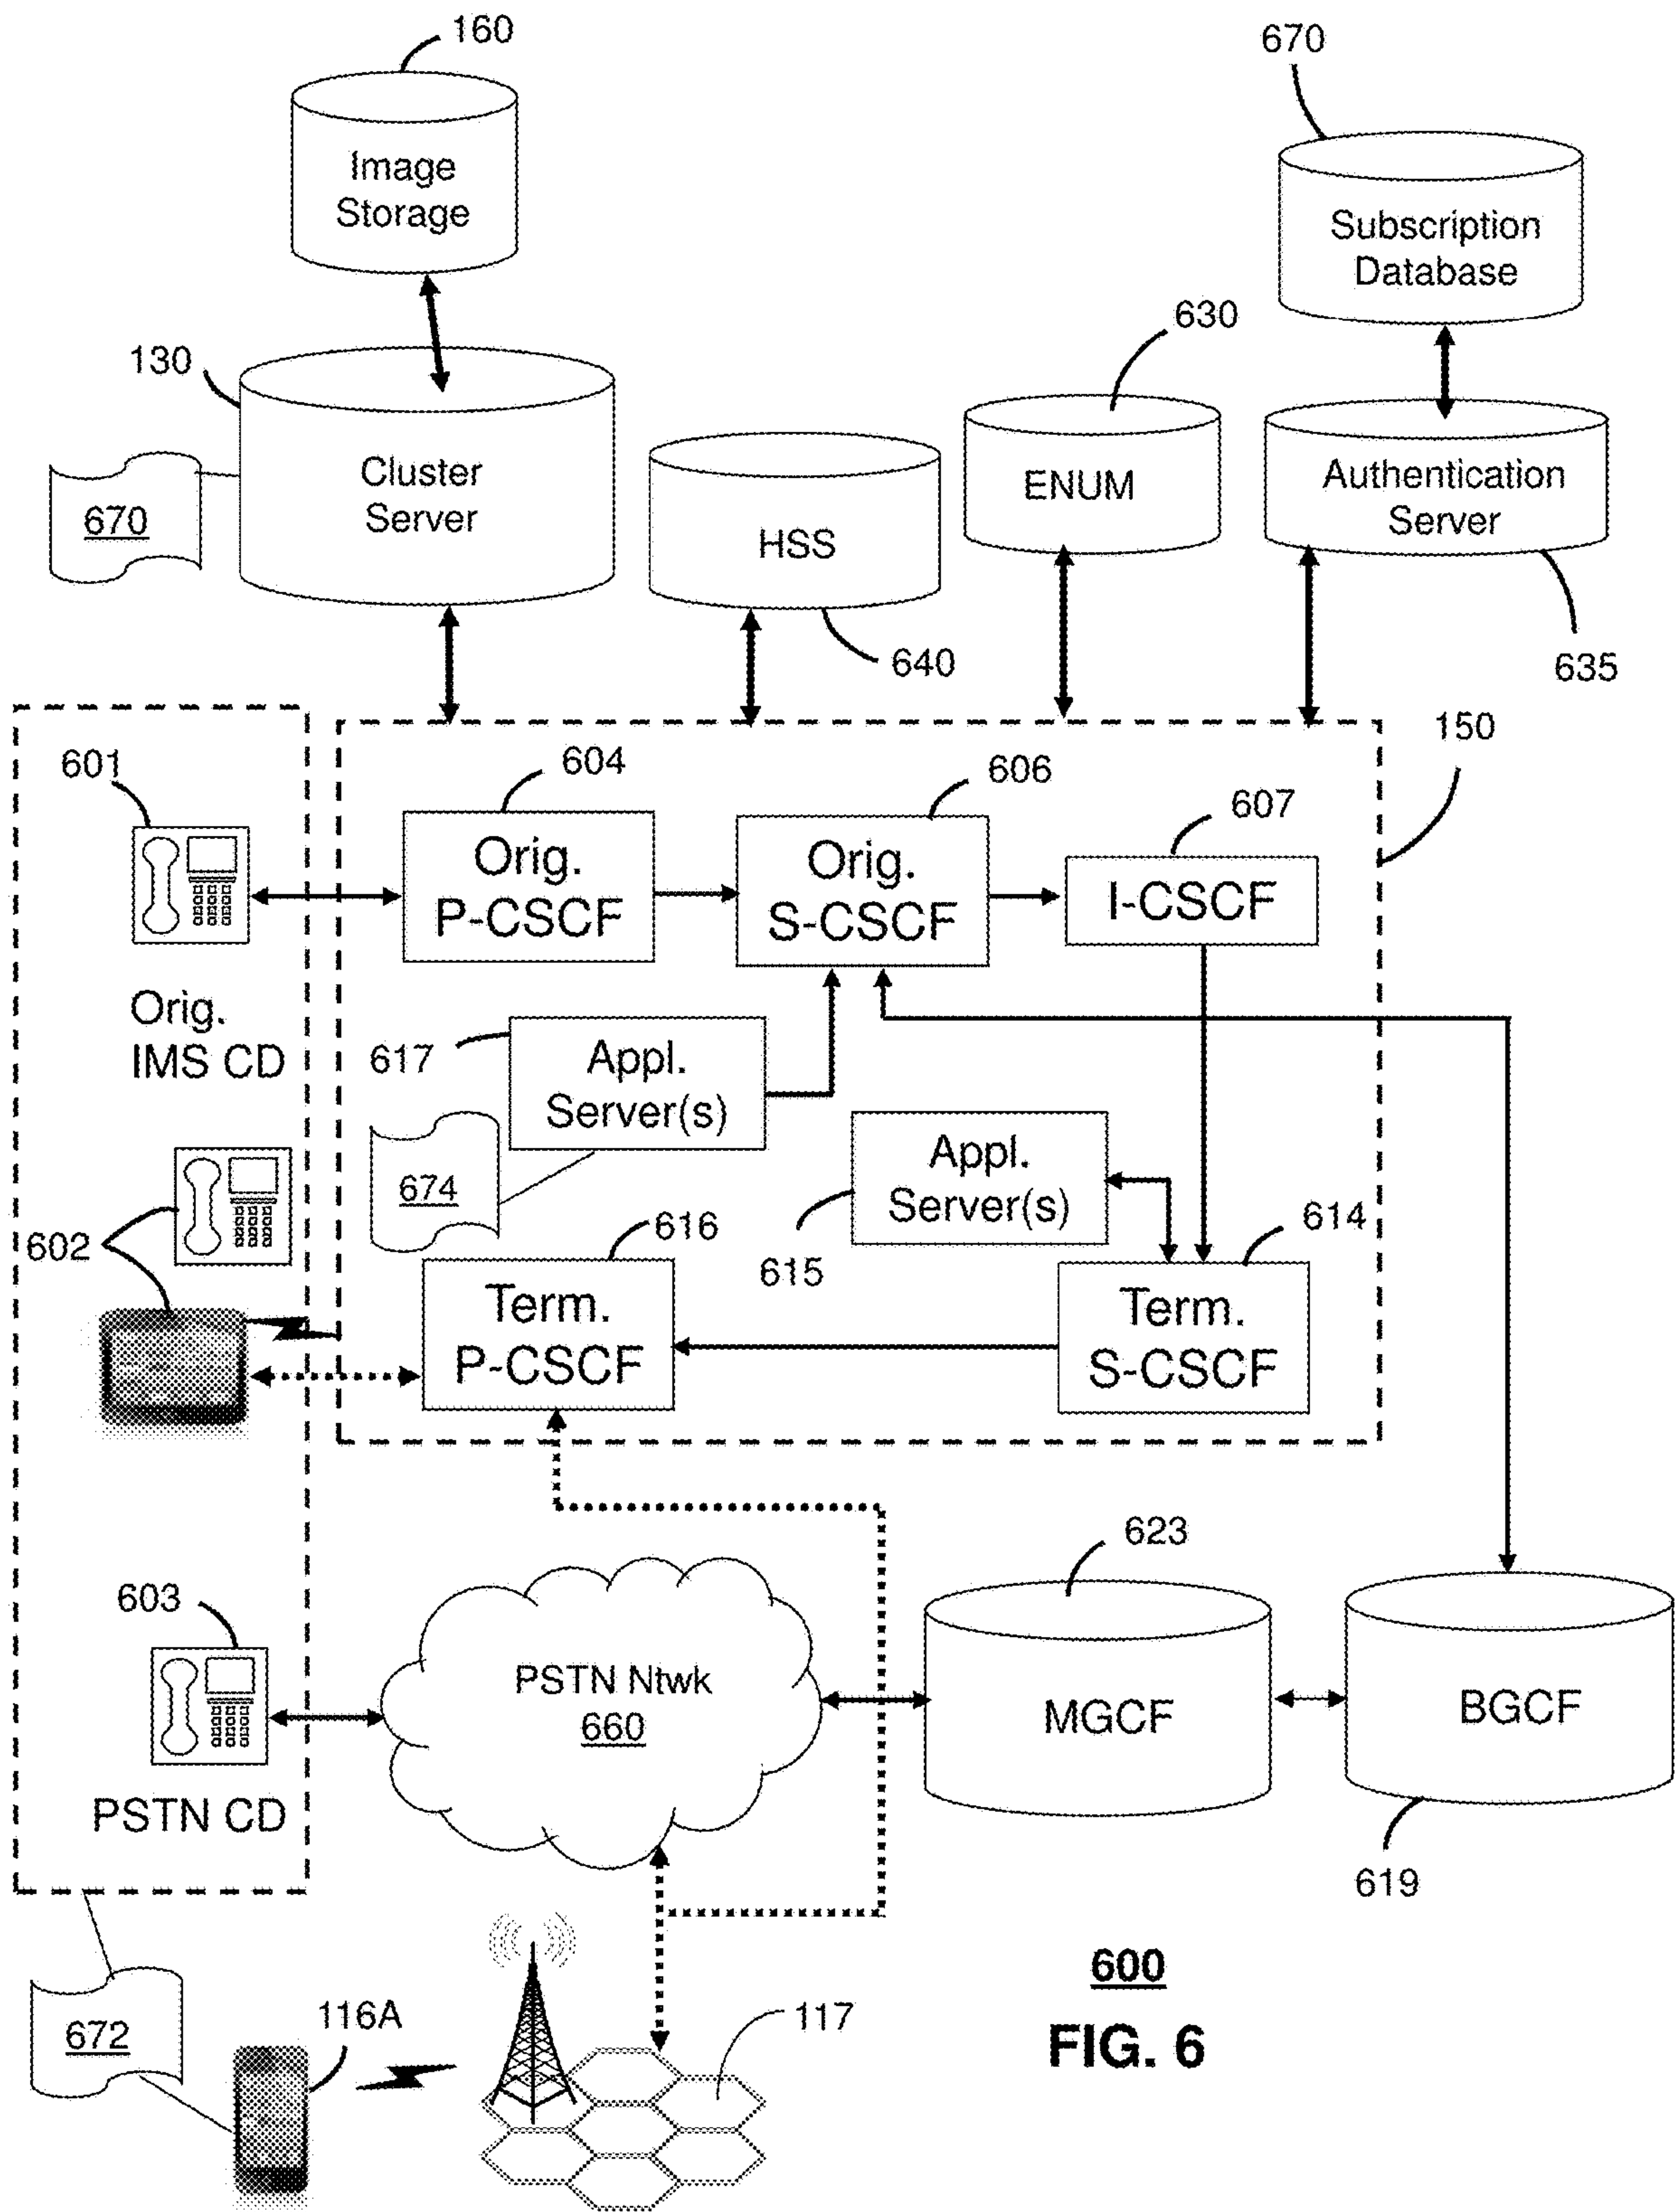 160
670
Image
Storage
Subscription
Database
630
130
Cluster
Server
670
HSS
ENUM
Authentication
Server
640
635
150
601
604
606
607
Orig.
P-CSCF
Orig.
S-CSCF
I-CSCF
Orig.
IMS CD
617
Appl.
Server(s)
674
Appl.
Server(s)
615
616
614
602
Term.
P-CSCF
Term.
S-CSCF
623
603
PSTN Ntwk
660
MGCF
BGCF
PSTN CD
619
672
116A
117
600
FIG. 6